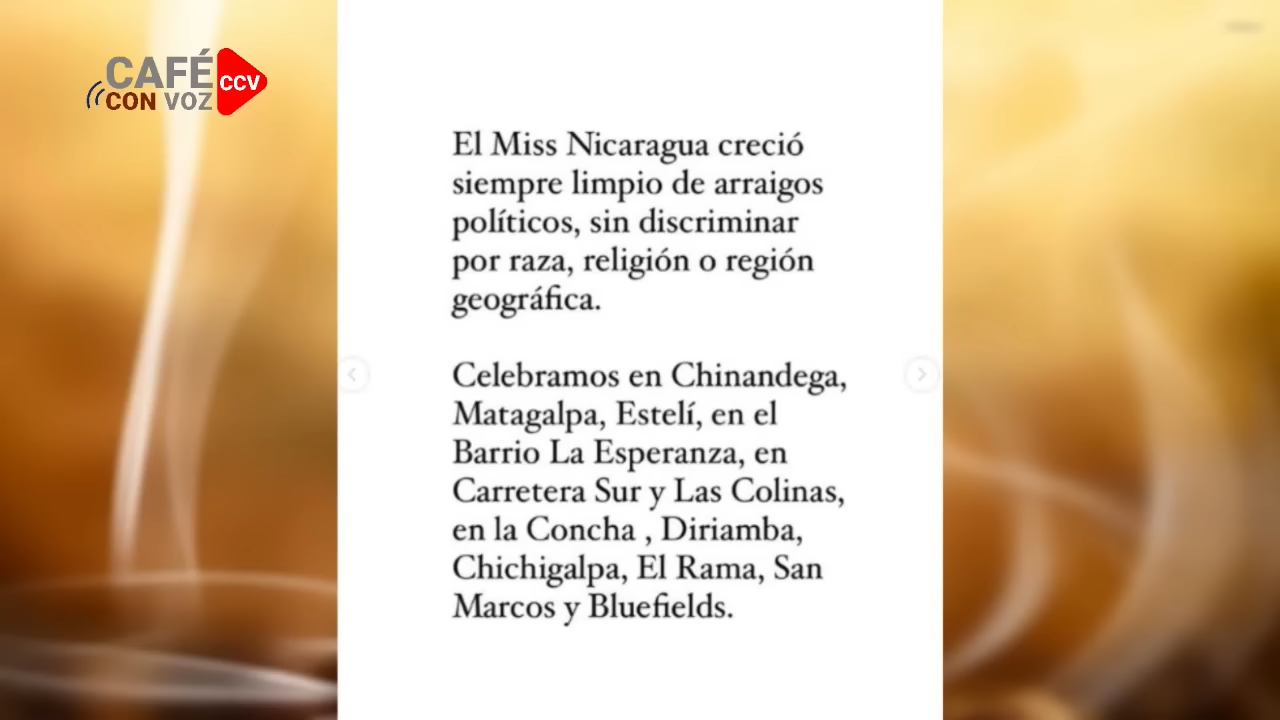 CAFÉ
CON VOZ
CCV
El Miss Nicaragua creció
siempre limpio de arraigos
políticos, sin discriminar
por raza, religión o región
geográfica.
Celebramos en Chinandega,
Matagalpa, Estelí, en el
Barrio La Esperanza, en
Carretera Sur y Las Colinas,
en la Concha , Diriamba,
Chichigalpa, El Rama, San
Marcos y Bluefields.